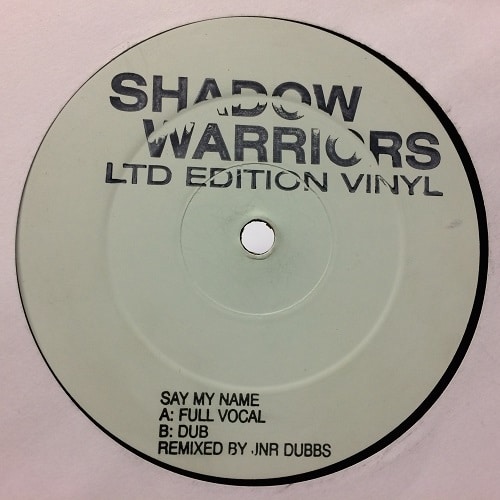 SHADOW
WARRIORS
LTD EDITION VINYL
SAY MY NAME
A: FULL VOCAL
B: DUB
REMIXED BY JNR DUBBS